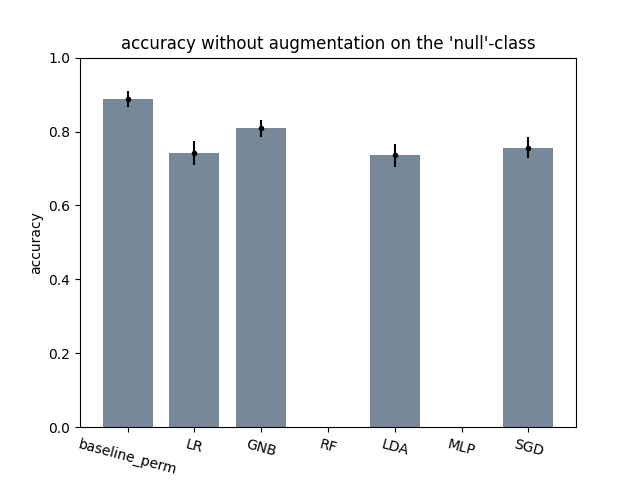 accuracy without augmentation on the 'null'-class
1.0
0.8
0.6
0.4
0.2
0.0
accuracy
baseline_perm LR GNB RF LDA MLP SGD